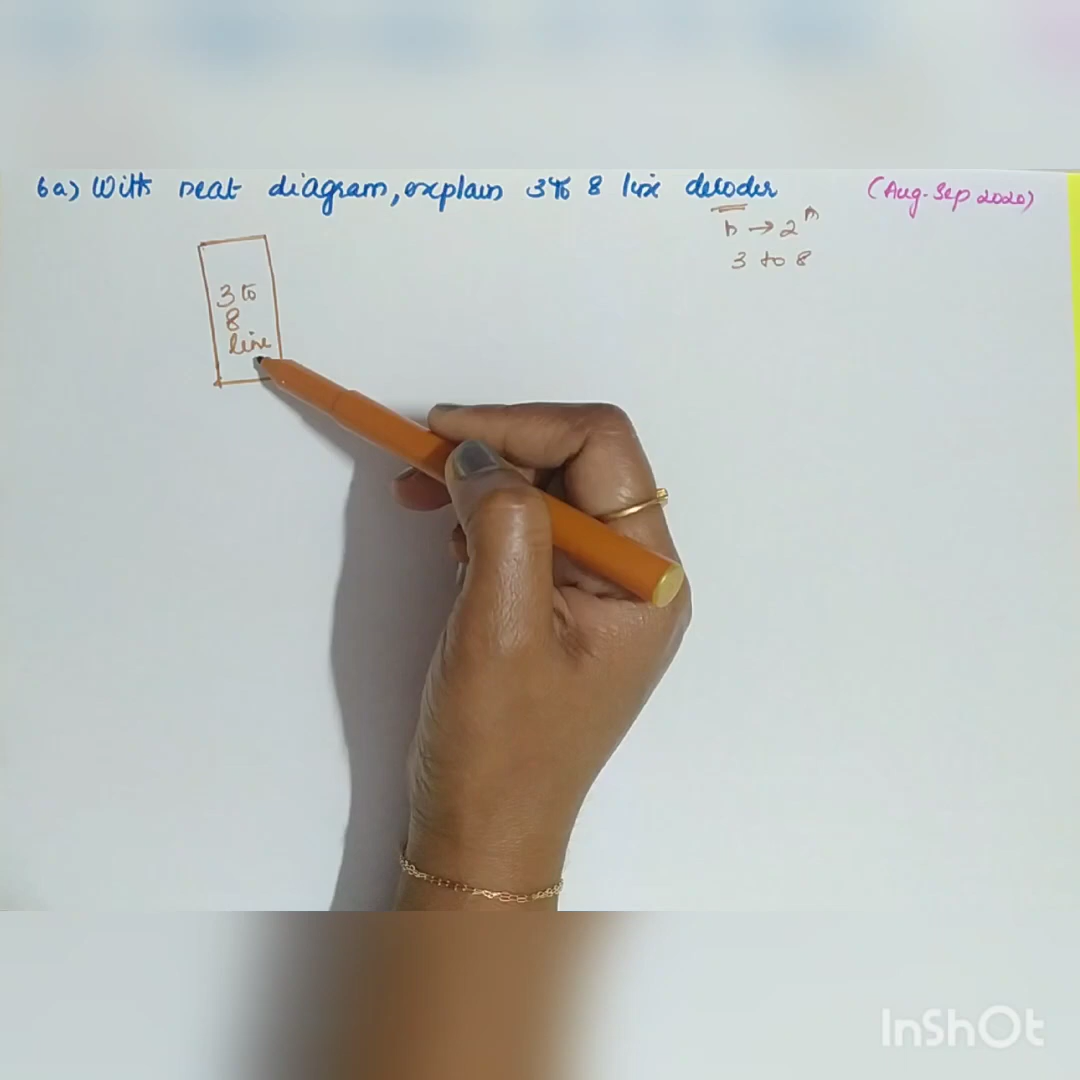 6a) With neat diagram, explain 3 to 8 line decoder (Aug-Sep 2020)
n → 2^n
3 to 8
3 to
8
line
InShOt